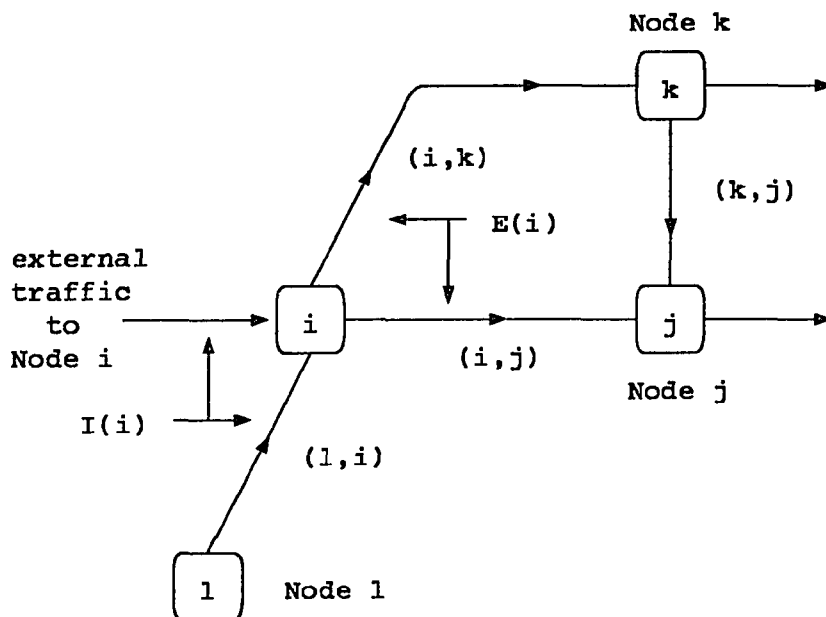 Node k
k
(i,k)
(k,j)
E(i)
external
traffic
to
Node i
i
j
(i,j)
Node j
I(i)
(l,i)
l
Node l